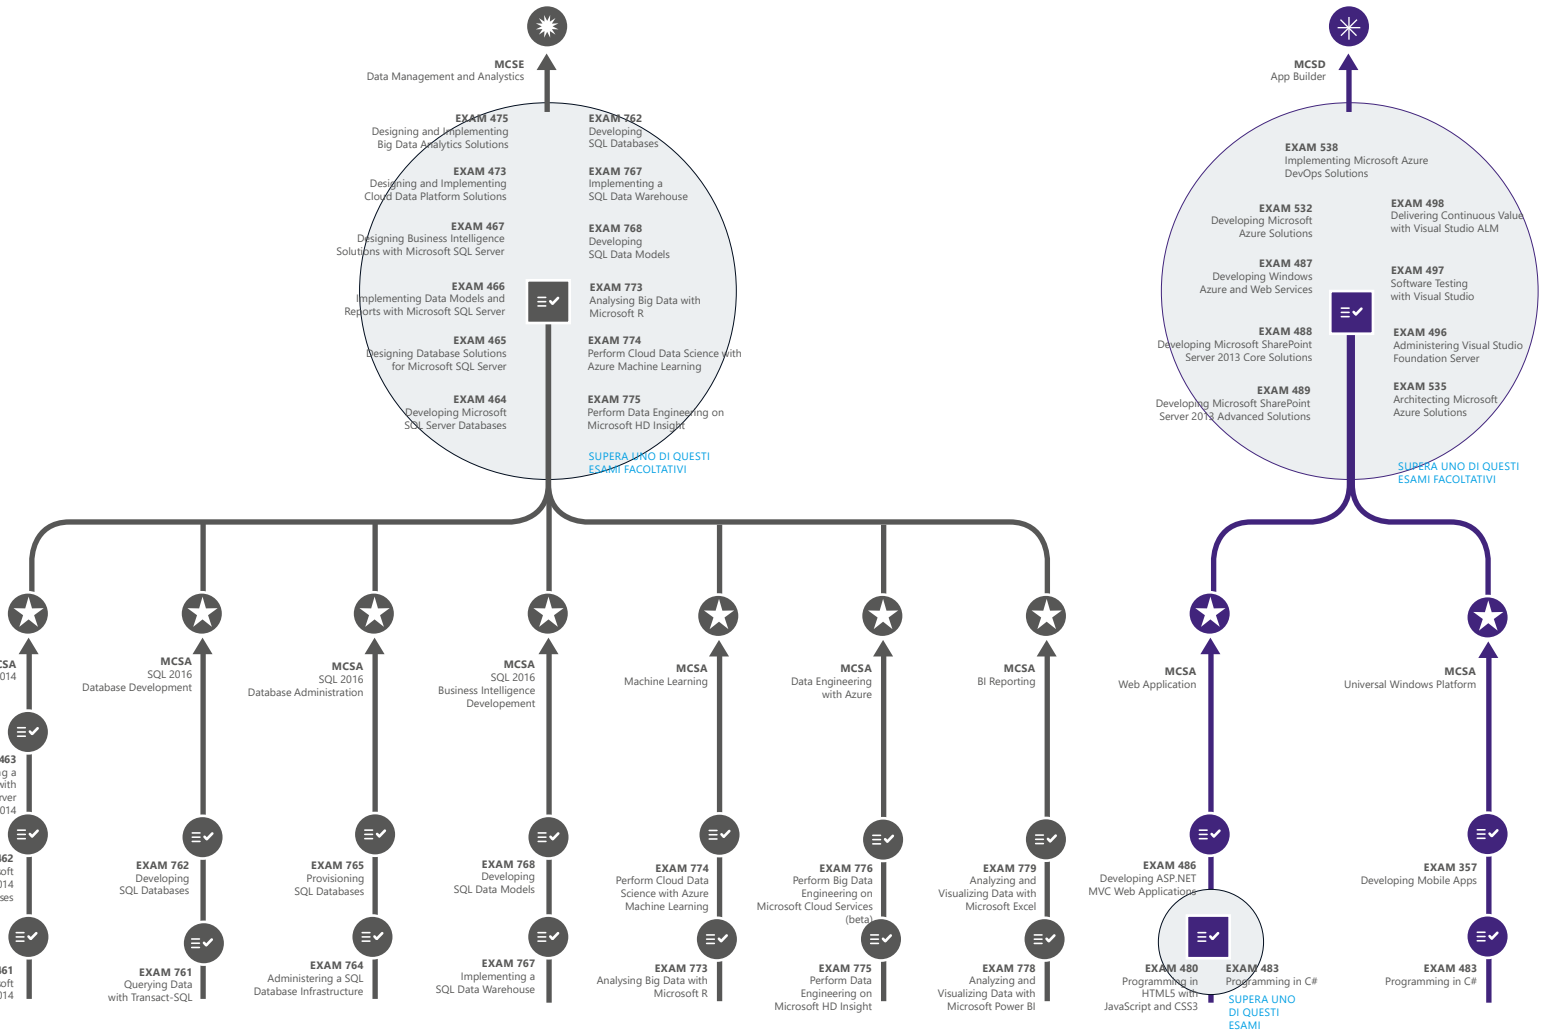 MCSE
Data Management and Analystics
EXAM 475
Designing and Implementing
Big Data Analytics Solutions
EXAM 473
Designing and Implementing
Cloud Data Platform Solutions
EXAM 467
Designing Business Intelligence
Solutions with Microsoft SQL Server
EXAM 466
Implementing Data Models and
Reports with Microsoft SQL Server
EXAM 465
Designing Database Solutions
for Microsoft SQL Server
EXAM 464
Developing Microsoft
SQL Server Databases
EXAM 762
Developing
SQL Databases
EXAM 767
Implementing a
SQL Data Warehouse
EXAM 768
Developing
SQL Data Models
EXAM 773
Analysing Big Data with
Microsoft R
EXAM 774
Perform Cloud Data Science with
Azure Machine Learning
EXAM 775
Perform Data Engineering on
Microsoft HD Insight
SUPERA UNO DI QUESTI
ESAMI FACOLTATIVI
MCSD
App Builder
EXAM 538
Implementing Microsoft Azure
DevOps Solutions
EXAM 532
Developing Microsoft
Azure Solutions
EXAM 487
Developing Windows
Azure and Web Services
EXAM 488
Developing Microsoft SharePoint
Server 2013 Core Solutions
EXAM 489
Developing Microsoft SharePoint
Server 2013 Advanced Solutions
EXAM 498
Delivering Continuous Value
with Visual Studio ALM
EXAM 497
Software Testing
with Visual Studio
EXAM 496
Administering Visual Studio
Foundation Server
EXAM 535
Architecting Microsoft
Azure Solutions
SUPERA UNO DI QUESTI
ESAMI FACOLTATIVI
014
463
g a
with
rver
014
462
soft
014
ses
461
soft
014
MCSA
SQL 2016
Database Development
EXAM 762
Developing
SQL Databases
EXAM 761
Querying Data
with Transact-SQL
MCSA
SQL 2016
Database Administration
EXAM 765
Provisioning
SQL Databases
EXAM 764
Administering a SQL
Database Infrastructure
MCSA
SQL 2016
Business Intelligence
Developement
EXAM 768
Developing
SQL Data Models
EXAM 767
Implementing a
SQL Data Warehouse
MCSA
Machine Learning
EXAM 774
Perform Cloud Data
Science with Azure
Machine Learning
EXAM 773
Analysing Big Data with
Microsoft R
MCSA
Data Engineering
with Azure
EXAM 776
Perform Big Data
Engineering on
Microsoft Cloud Services
(beta)
EXAM 775
Perform Data
Engineering on
Microsoft HD Insight
MCSA
BI Reporting
EXAM 779
Analyzing and
Visualizing Data with
Microsoft Excel
EXAM 778
Analyzing and
Visualizing Data with
Microsoft Power BI
MCSA
Web Application
EXAM 486
Developing ASP.NET
MVC Web Applications
EXAM 480
Programming in
HTML5 with
JavaScript and CSS3
EXAM 483
Programming in C#
SUPERA UNO
DI QUESTI
ESAMI
MCSA
Universal Windows Platform
EXAM 357
Developing Mobile Apps
EXAM 483
Programming in C#